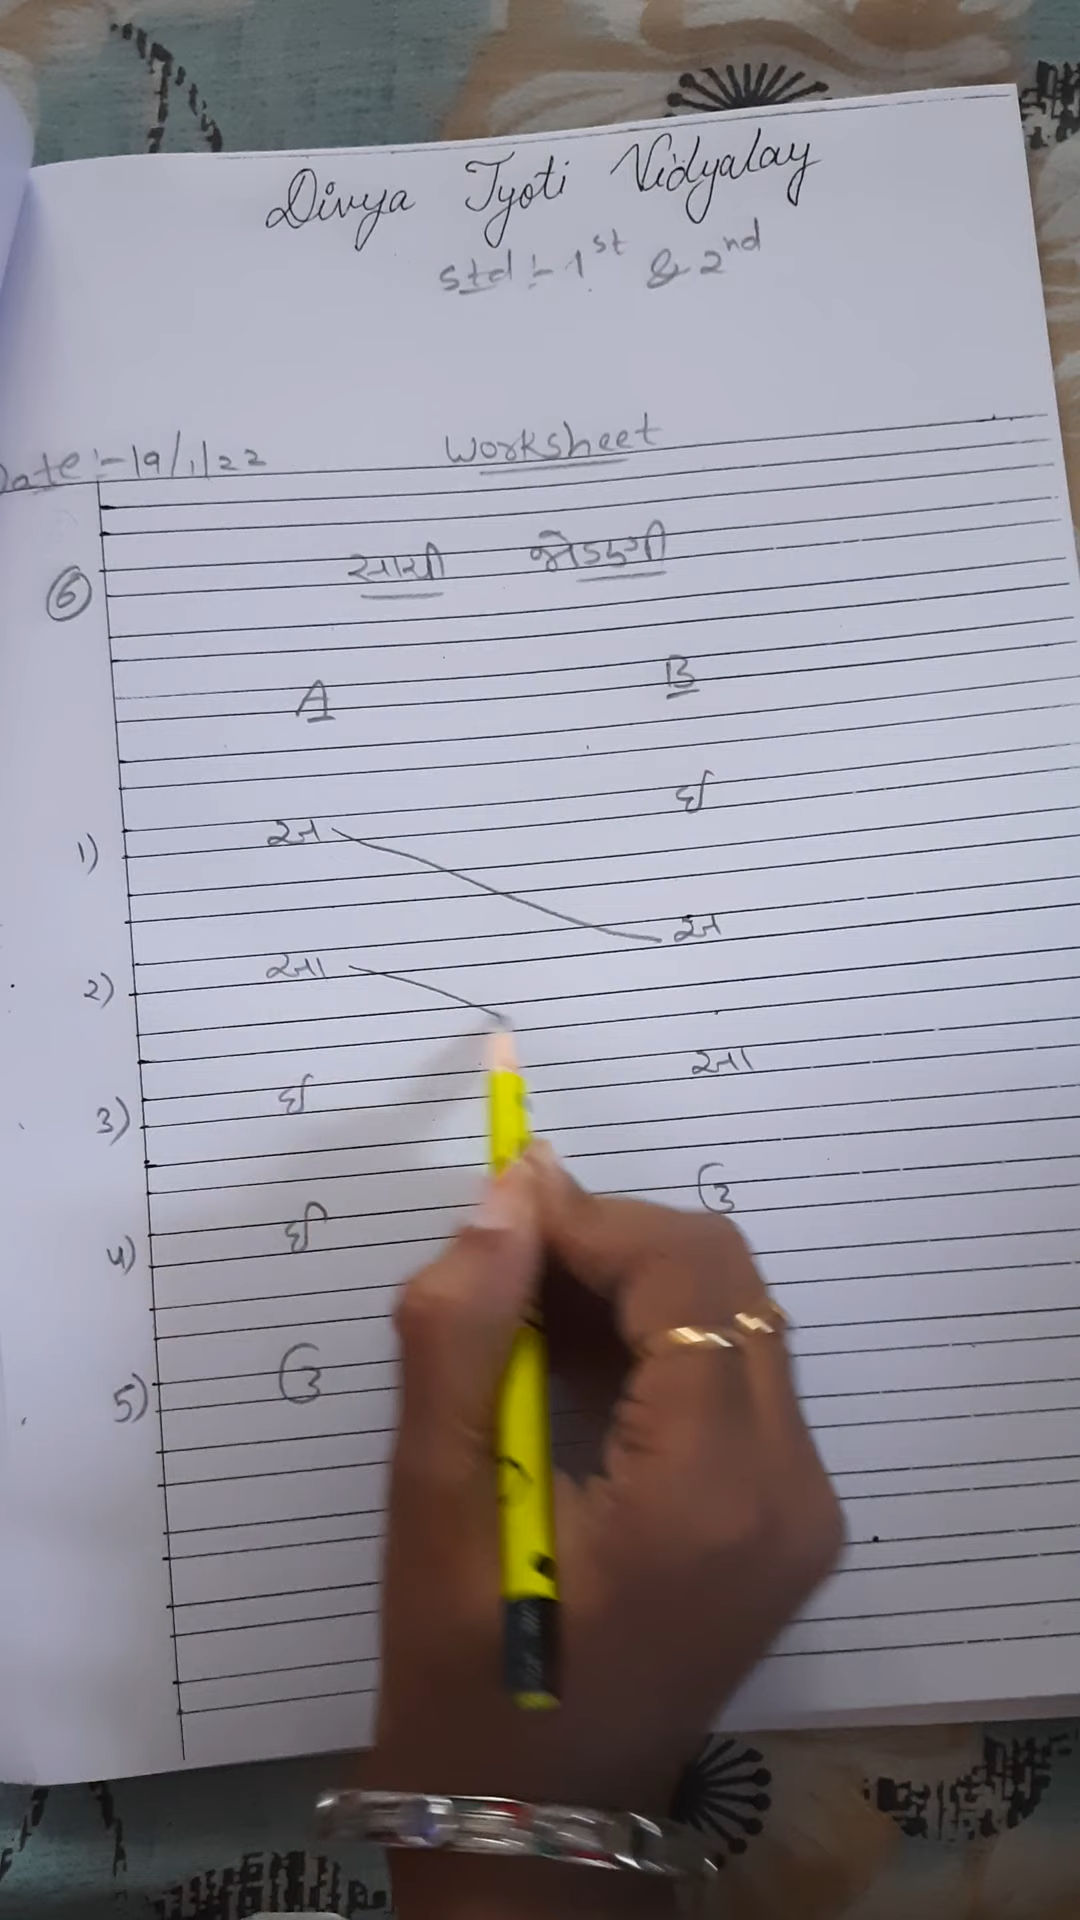 Divya Jyoti Vidyalay
Std :- 1st & 2nd
Date :- 19/1/22 Worksheet
6 સાચી જોડણી
A B
ઈ
1) અ
અ
2) આ
આ
3) ઇ
ઉ
4) ઈ
5) ઉ